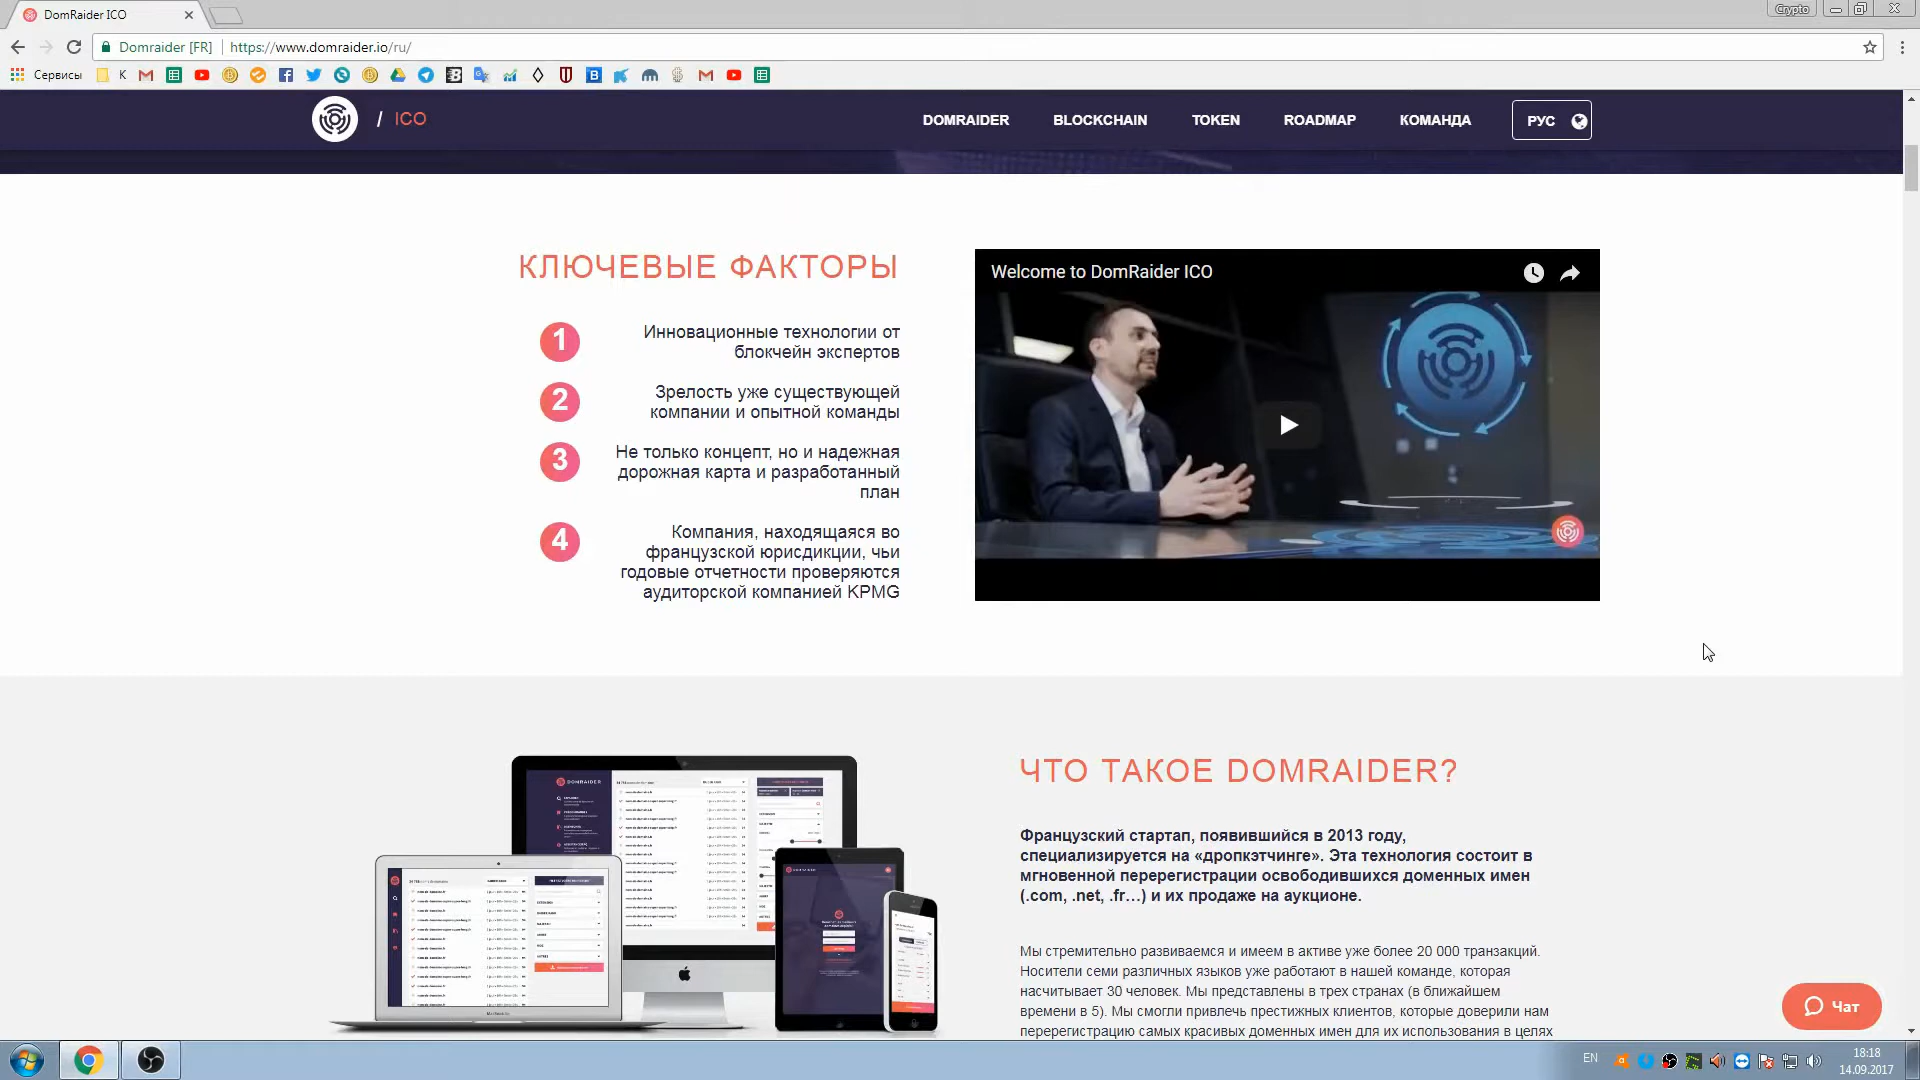 DomRaider ICO
Crypto
Domraider [FR]
https://www.domraider.io/ru/
Сервисы
K
/ ICO
DOMRAIDER
BLOCKCHAIN
TOKEN
ROADMAP
КОМАНДА
РУС
КЛЮЧЕВЫЕ ФАКТОРЫ
1
Инновационные технологии от
блокчейн экспертов
2
Зрелость уже существующей
компании и опытной команды
3
Не только концепт, но и надежная
дорожная карта и разработанный
план
4
Компания, находящаяся во
французской юрисдикции, чьи
годовые отчетности проверяются
аудиторской компанией KPMG
Welcome to DomRaider ICO
DOMRAIDER
ЧТО ТАКОЕ DOMRAIDER?
Французский стартап, появившийся в 2013 году,
специализируется на «дропкэтчинге». Эта технология состоит в
мгновенной перерегистрации освободившихся доменных имен
(.com, .net, .fr…) и их продаже на аукционе.
Мы стремительно развиваемся и имеем в активе уже более 20 000 транзакций.
Носители семи различных языков уже работают в нашей команде, которая
насчитывает 30 человек. Мы представлены в трех странах (в ближайшем
времени в 5). Мы смогли привлечь престижных клиентов, которые доверили нам
перерегистрацию самых красивых доменных имен для их использования в целях
Чат
EN
18:18
14.09.2017